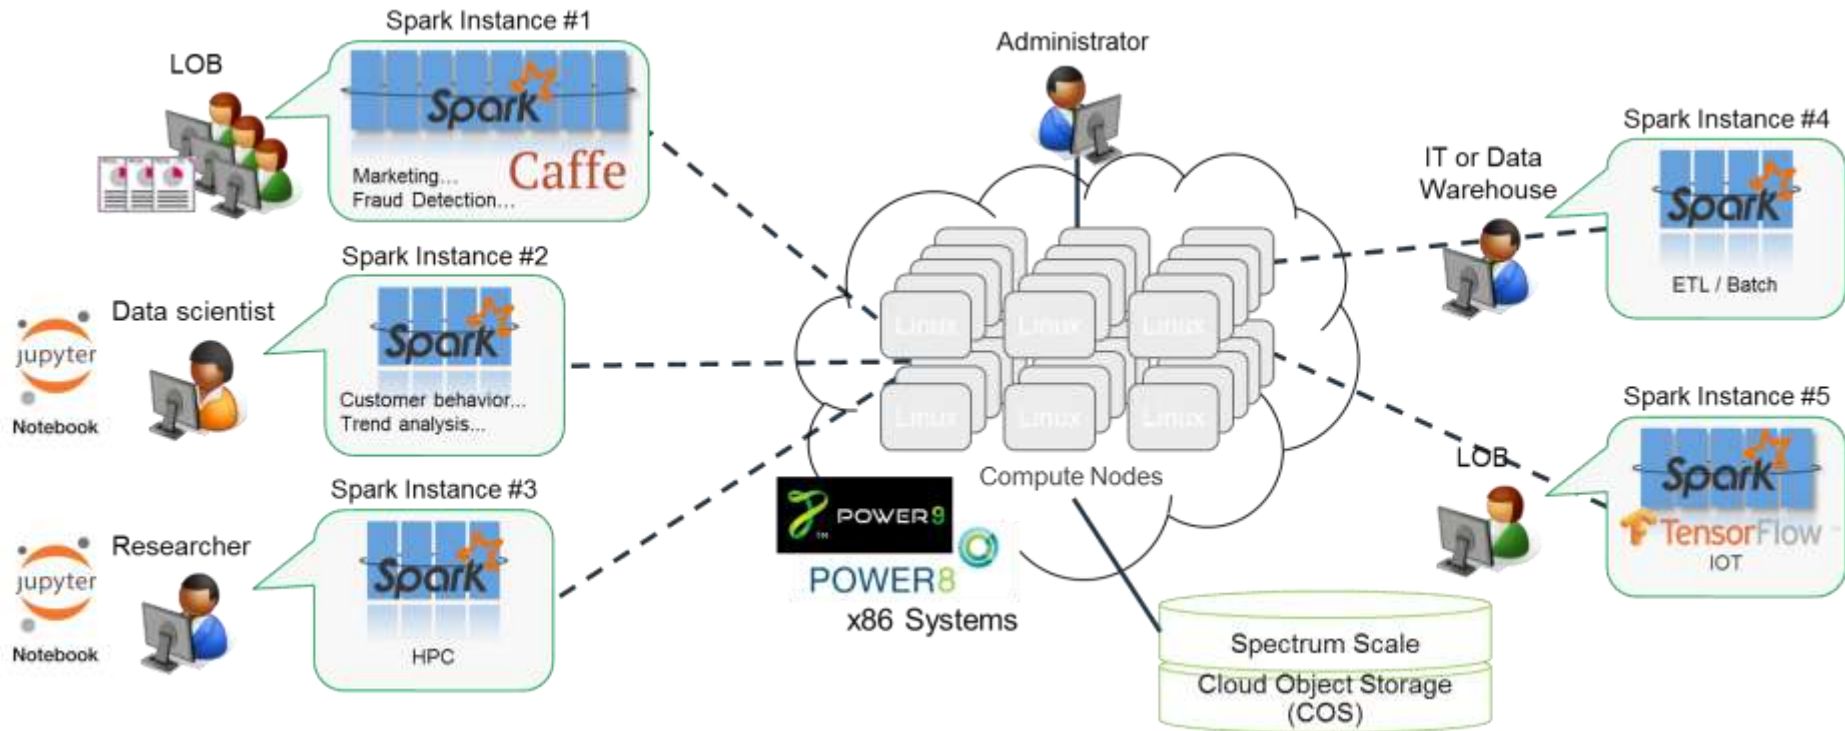 Spark Instance #1
LOB
Spark
Caffe
Marketing...
Fraud Detection...
Spark Instance #2
jupyter
Notebook
Data scientist
Spark
Customer behavior...
Trend analysis...
Spark Instance #3
jupyter
Notebook
Researcher
Spark
HPC
Administrator
Linux
Linux
Linux
Linux
Linux
Linux
Compute Nodes
POWER9
TM
POWER8
x86 Systems
Spectrum Scale
Cloud Object Storage
(COS)
Spark Instance #4
IT or Data
Warehouse
Spark
ETL / Batch
Spark Instance #5
LOB
Spark
TensorFlow
IOT